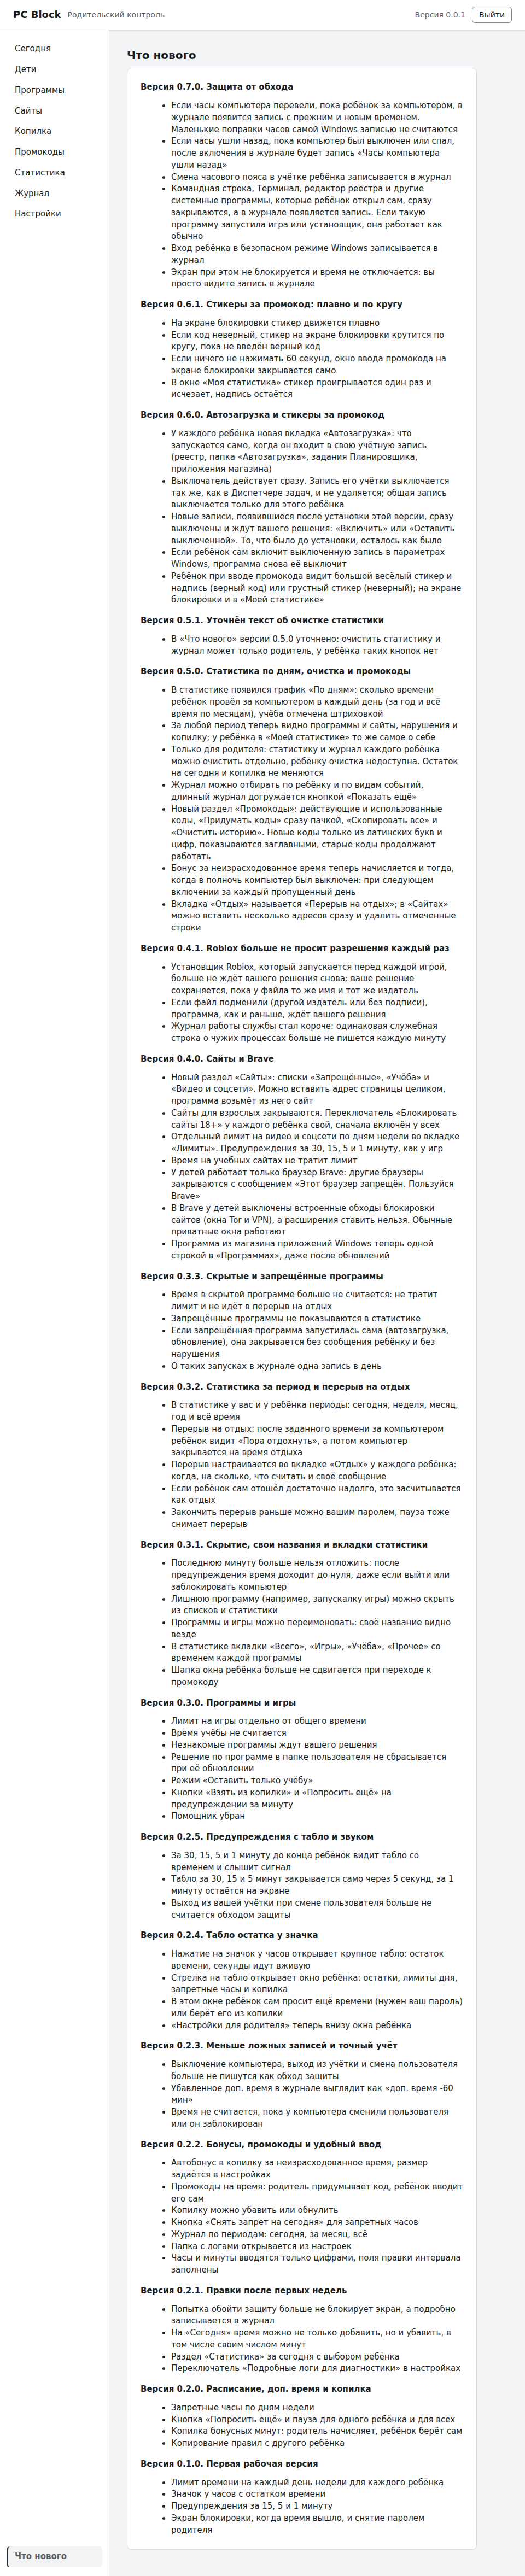 PC Block Родительский контроль
Версия 0.0.1 Выйти
Сегодня
Дети
Программы
Сайты
Копилка
Промокоды
Статистика
Журнал
Настройки
Что нового
Версия 0.7.0. Защита от обхода
Если часы компьютера перевели, пока ребёнок за компьютером, в
журнале появится запись с прежним и новым временем.
Маленькие поправки часов самой Windows записью не считаются
Если часы ушли назад, пока компьютер был выключен или спал,
после включения в журнале будет запись «Часы компьютера
ушли назад»
Смена часового пояса в учётке ребёнка записывается в журнал
Командная строка, Терминал, редактор реестра и другие
системные программы, которые ребёнок открыл сам, сразу
закрываются, а в журнале появляется запись. Если такую
программу запустила игра или установщик, она работает как
обычно
Вход ребёнка в безопасном режиме Windows записывается в
журнал
Экран при этом не блокируется и время не отключается: вы
просто видите запись в журнале
Версия 0.6.1. Стикеры за промокод: плавно и по кругу
На экране блокировки стикер движется плавно
Если код неверный, стикер на экране блокировки крутится по
кругу, пока не введён верный код
Если ничего не нажимать 60 секунд, окно ввода промокода на
экране блокировки закрывается само
В окне «Моя статистика» стикер проигрывается один раз и
исчезает, надпись остаётся
Версия 0.6.0. Автозагрузка и стикеры за промокод
У каждого ребёнка новая вкладка «Автозагрузка»: что
запускается само, когда он входит в свою учётную запись
(реестр, папка «Автозагрузка», задания Планировщика,
приложения магазина)
Выключатель действует сразу. Запись его учётки выключается
так же, как в Диспетчере задач, и не удаляется; общая запись
выключается только для этого ребёнка
Новые записи, появившиеся после установки этой версии, сразу
выключены и ждут вашего решения: «Включить» или «Оставить
выключенной». То, что было до установки, осталось как было
Если ребёнок сам включит выключенную запись в параметрах
Windows, программа снова её выключит
Ребёнок при вводе промокода видит большой весёлый стикер и
надпись (верный код) или грустный стикер (неверный); на экране
блокировки и в «Моей статистике»
Версия 0.5.1. Уточнён текст об очистке статистики
В «Что нового» версии 0.5.0 уточнено: очистить статистику и
журнал может только родитель, у ребёнка таких кнопок нет
Версия 0.5.0. Статистика по дням, очистка и промокоды
В статистике появился график «По дням»: сколько времени
ребёнок провёл за компьютером в каждый день (за год и всё
время по месяцам), учёба отмечена штриховкой
За любой период теперь видно программы и сайты, нарушения и
копилку; у ребёнка в «Моей статистике» то же самое о себе
Только для родителя: статистику и журнал каждого ребёнка
можно очистить отдельно, ребёнку очистка недоступна. Остаток
на сегодня и копилка не меняются
Журнал можно отбирать по ребёнку и по видам событий,
длинный журнал догружается кнопкой «Показать ещё»
Новый раздел «Промокоды»: действующие и использованные
коды, «Придумать коды» сразу пачкой, «Скопировать все» и
«Очистить историю». Новые коды только из латинских букв и
цифр, показываются заглавными, старые коды продолжают
работать
Бонус за неизрасходованное время теперь начисляется и тогда,
когда в полночь компьютер был выключен: при следующем
включении за каждый пропущенный день
Вкладка «Отдых» называется «Перерыв на отдых»; в «Сайтах»
можно вставить несколько адресов сразу и удалить отмеченные
строки
Версия 0.4.1. Roblox больше не просит разрешения каждый раз
Установщик Roblox, который запускается перед каждой игрой,
больше не ждёт вашего решения снова: ваше решение
сохраняется, пока у файла то же имя и тот же издатель
Если файл подменили (другой издатель или без подписи),
программа, как и раньше, ждёт вашего решения
Журнал работы службы стал короче: одинаковая служебная
строка о чужих процессах больше не пишется каждую минуту
Версия 0.4.0. Сайты и Brave
Новый раздел «Сайты»: списки «Запрещённые», «Учёба» и
«Видео и соцсети». Можно вставить адрес страницы целиком,
программа возьмёт из него сайт
Сайты для взрослых закрываются. Переключатель «Блокировать
сайты 18+» у каждого ребёнка свой, сначала включён у всех
Отдельный лимит на видео и соцсети по дням недели во вкладке
«Лимиты». Предупреждения за 30, 15, 5 и 1 минуту, как у игр
Время на учебных сайтах не тратит лимит
У детей работает только браузер Brave: другие браузеры
закрываются с сообщением «Этот браузер запрещён. Пользуйся
Brave»
В Brave у детей выключены встроенные обходы блокировки
сайтов (окна Tor и VPN), а расширения ставить нельзя. Обычные
приватные окна работают
Программа из магазина приложений Windows теперь одной
строкой в «Программах», даже после обновлений
Версия 0.3.3. Скрытые и запрещённые программы
Время в скрытой программе больше не считается: не тратит
лимит и не идёт в перерыв на отдых
Запрещённые программы не показываются в статистике
Если запрещённая программа запустилась сама (автозагрузка,
обновление), она закрывается без сообщения ребёнку и без
нарушения
О таких запусках в журнале одна запись в день
Версия 0.3.2. Статистика за период и перерыв на отдых
В статистике у вас и у ребёнка периоды: сегодня, неделя, месяц,
год и всё время
Перерыв на отдых: после заданного времени за компьютером
ребёнок видит «Пора отдохнуть», а потом компьютер
закрывается на время отдыха
Перерыв настраивается во вкладке «Отдых» у каждого ребёнка:
когда, на сколько, что считать и своё сообщение
Если ребёнок сам отошёл достаточно надолго, это засчитывается
как отдых
Закончить перерыв раньше можно вашим паролем, пауза тоже
снимает перерыв
Версия 0.3.1. Скрытие, свои названия и вкладки статистики
Последнюю минуту больше нельзя отложить: после
предупреждения время доходит до нуля, даже если выйти или
заблокировать компьютер
Лишнюю программу (например, запускалку игры) можно скрыть
из списков и статистики
Программы и игры можно переименовать: своё название видно
везде
В статистике вкладки «Всего», «Игры», «Учёба», «Прочее» со
временем каждой программы
Шапка окна ребёнка больше не сдвигается при переходе к
промокоду
Версия 0.3.0. Программы и игры
Лимит на игры отдельно от общего времени
Время учёбы не считается
Незнакомые программы ждут вашего решения
Решение по программе в папке пользователя не сбрасывается
при её обновлении
Режим «Оставить только учёбу»
Кнопки «Взять из копилки» и «Попросить ещё» на
предупреждении за минуту
Помощник убран
Версия 0.2.5. Предупреждения с табло и звуком
За 30, 15, 5 и 1 минуту до конца ребёнок видит табло со
временем и слышит сигнал
Табло за 30, 15 и 5 минут закрывается само через 5 секунд, за 1
минуту остаётся на экране
Выход из вашей учётки при смене пользователя больше не
считается обходом защиты
Версия 0.2.4. Табло остатка у значка
Нажатие на значок у часов открывает крупное табло: остаток
времени, секунды идут вживую
Стрелка на табло открывает окно ребёнка: остатки, лимиты дня,
запретные часы и копилка
В этом окне ребёнок сам просит ещё времени (нужен ваш пароль)
или берёт его из копилки
«Настройки для родителя» теперь внизу окна ребёнка
Версия 0.2.3. Меньше ложных записей и точный учёт
Выключение компьютера, выход из учётки и смена пользователя
больше не пишутся как обход защиты
Убавленное доп. время в журнале выглядит как «доп. время -60
мин»
Время не считается, пока у компьютера сменили пользователя
или он заблокирован
Версия 0.2.2. Бонусы, промокоды и удобный ввод
Автобонус в копилку за неизрасходованное время, размер
задаётся в настройках
Промокоды на время: родитель придумывает код, ребёнок вводит
его сам
Копилку можно убавить или обнулить
Кнопка «Снять запрет на сегодня» для запретных часов
Журнал по периодам: сегодня, за месяц, всё
Папка с логами открывается из настроек
Часы и минуты вводятся только цифрами, поля правки интервала
заполнены
Версия 0.2.1. Правки после первых недель
Попытка обойти защиту больше не блокирует экран, а подробно
записывается в журнал
На «Сегодня» время можно не только добавить, но и убавить, в
том числе своим числом минут
Раздел «Статистика» за сегодня с выбором ребёнка
Переключатель «Подробные логи для диагностики» в настройках
Версия 0.2.0. Расписание, доп. время и копилка
Запретные часы по дням недели
Кнопка «Попросить ещё» и пауза для одного ребёнка и для всех
Копилка бонусных минут: родитель начисляет, ребёнок берёт сам
Копирование правил с другого ребёнка
Версия 0.1.0. Первая рабочая версия
Лимит времени на каждый день недели для каждого ребёнка
Значок у часов с остатком времени
Предупреждения за 15, 5 и 1 минуту
Экран блокировки, когда время вышло, и снятие паролем
родителя
Что нового